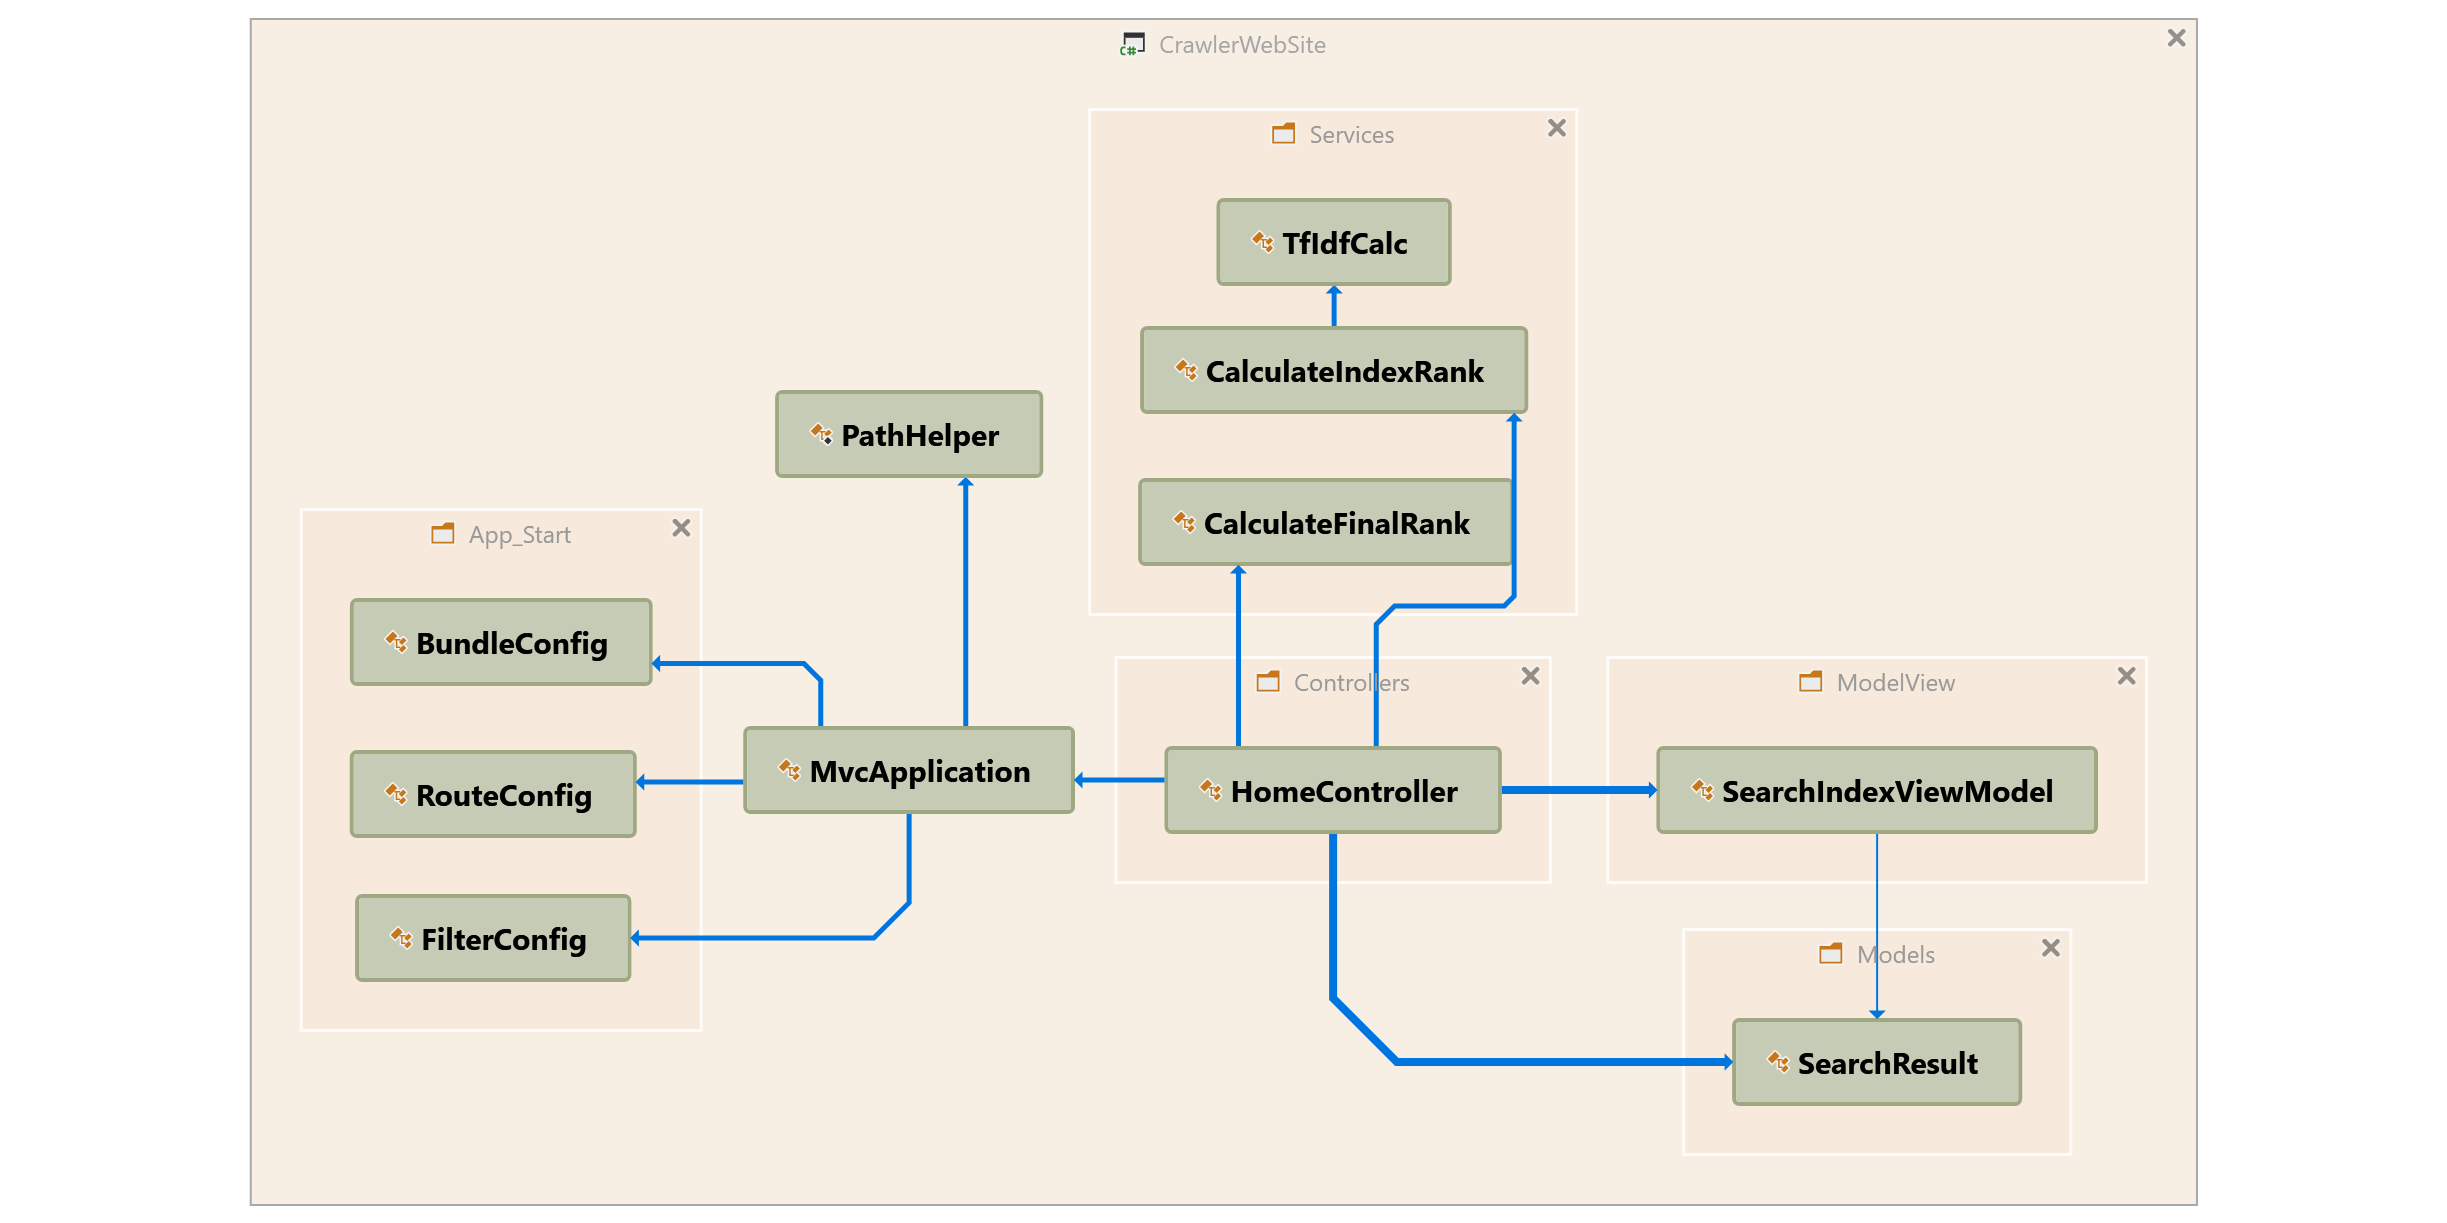 C# CrawlerWebSite
Services
TfIdfCalc
CalculateIndexRank
PathHelper
CalculateFinalRank
App_Start
BundleConfig
Controllers
ModelView
MvcApplication
RouteConfig
HomeController
SearchIndexViewModel
FilterConfig
Models
SearchResult